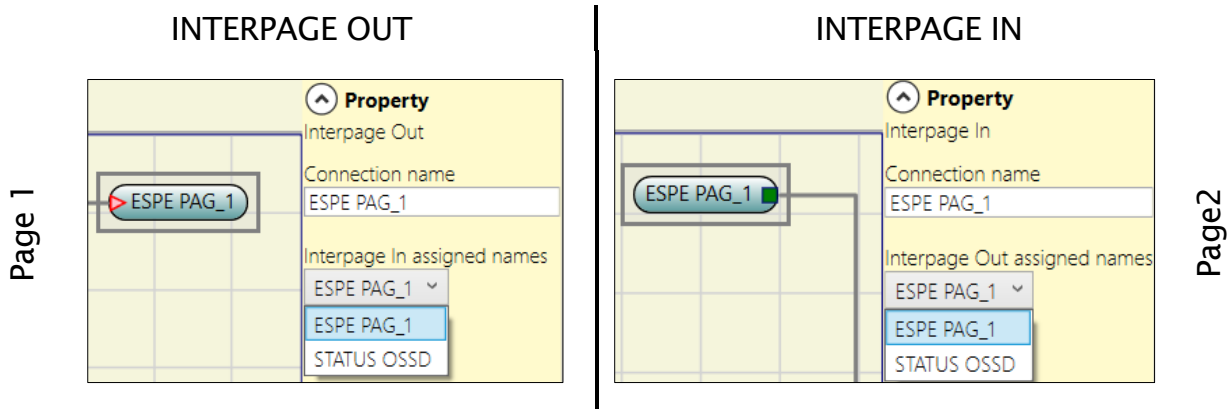 INTERPAGE OUT
Page 1
ESPE PAG_1
Property
Interpage Out
Connection name
ESPE PAG_1
Interpage In assigned names
ESPE PAG_1
ESPE PAG_1
STATUS OSSD
INTERPAGE IN
ESPE PAG_1
Property
Interpage In
Connection name
ESPE PAG_1
Interpage Out assigned names
ESPE PAG_1
ESPE PAG_1
STATUS OSSD
Page2